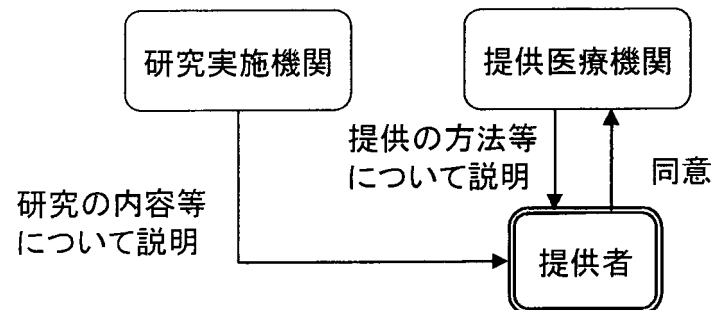 研究実施機関
提供医療機関
提供の方法等
について説明
同意
研究の内容等
について説明
提供者